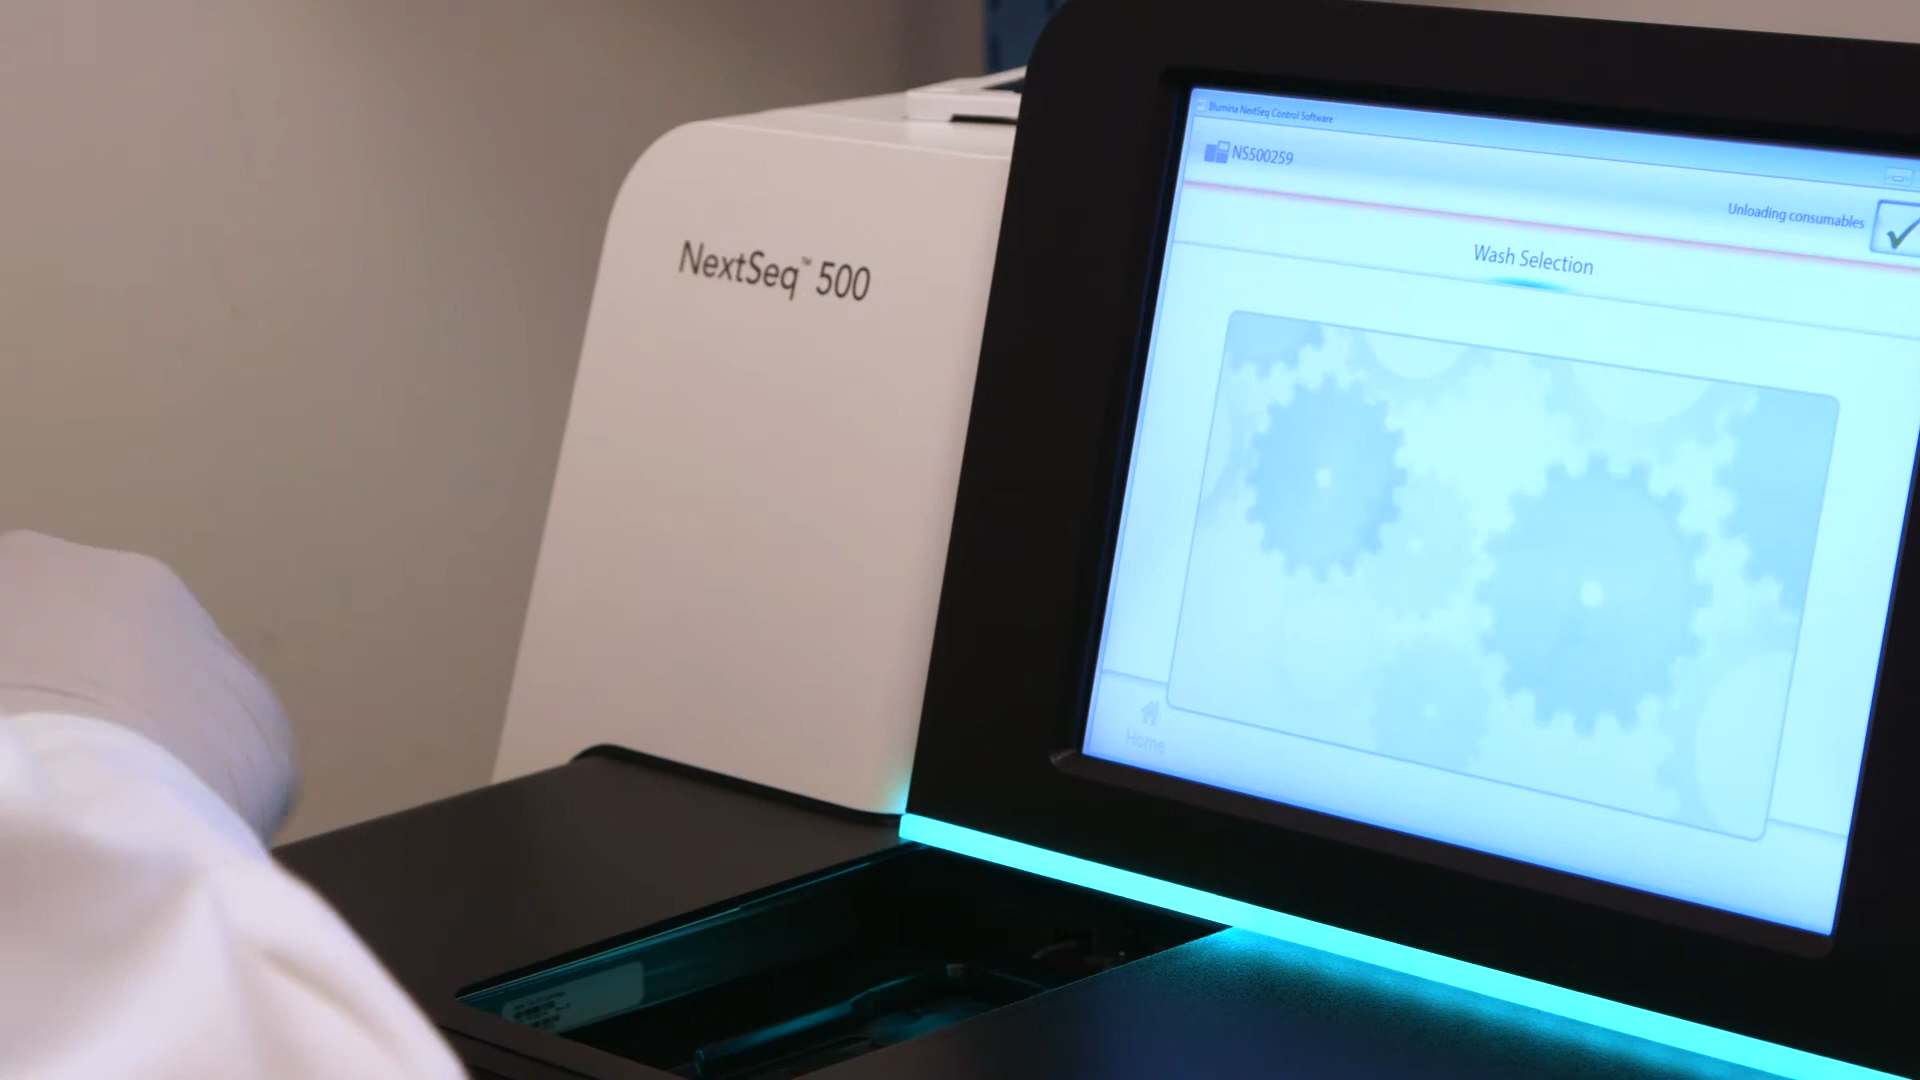 NextSeq™ 500
Illumina NextSeq Control Software
NS500259
Unloading consumables
Wash Selection
Home